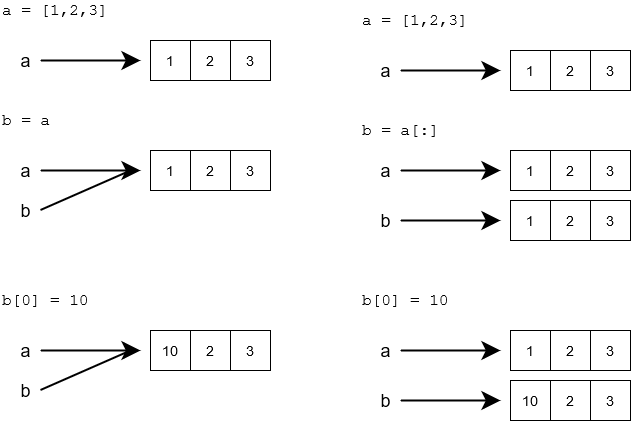 a = [1,2,3]
a 1 2 3
b = a
a 1 2 3
b
b[0] = 10
a 10 2 3
b
a = [1,2,3]
a 1 2 3
b = a[:]
a 1 2 3
b 1 2 3
b[0] = 10
a 1 2 3
b 10 2 3